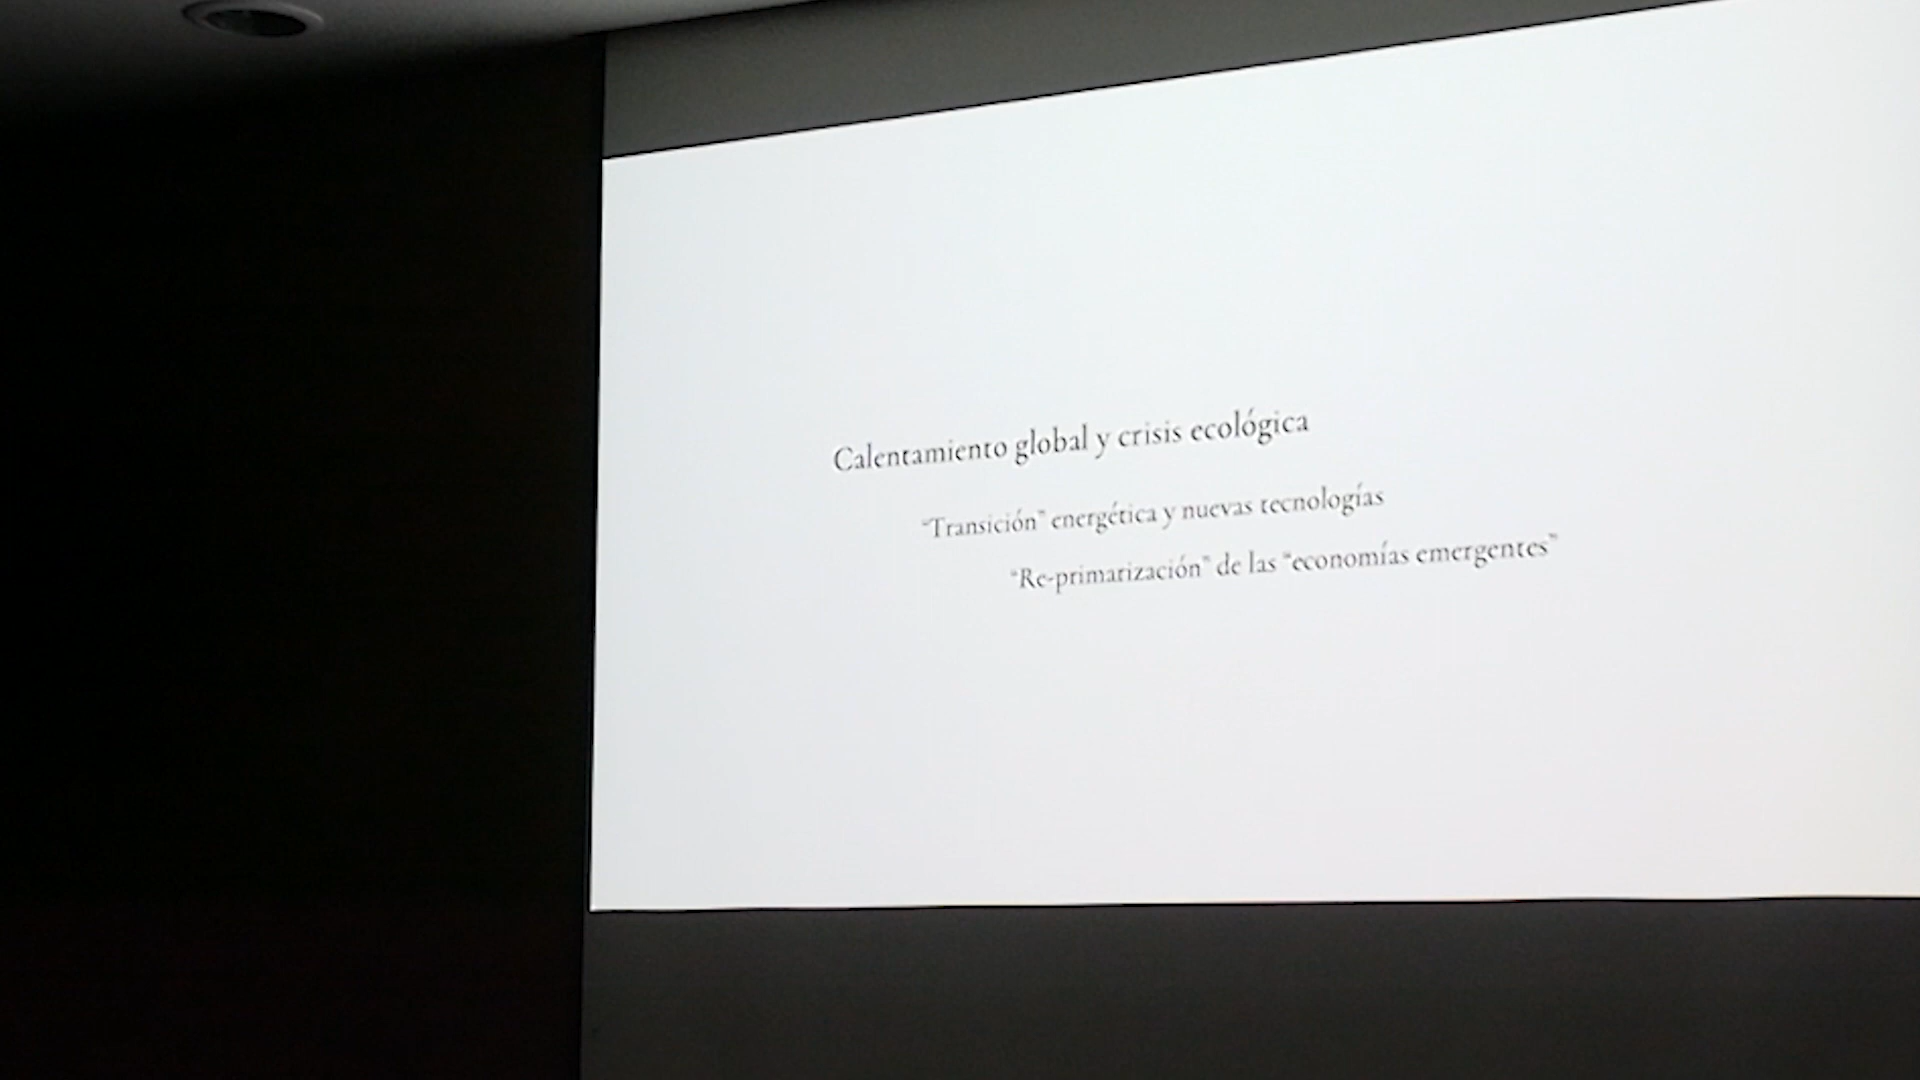 Calentamiento global y crisis ecológica
“Transición” energética y nuevas tecnologías
“Re-primarización” de las “economías emergentes”